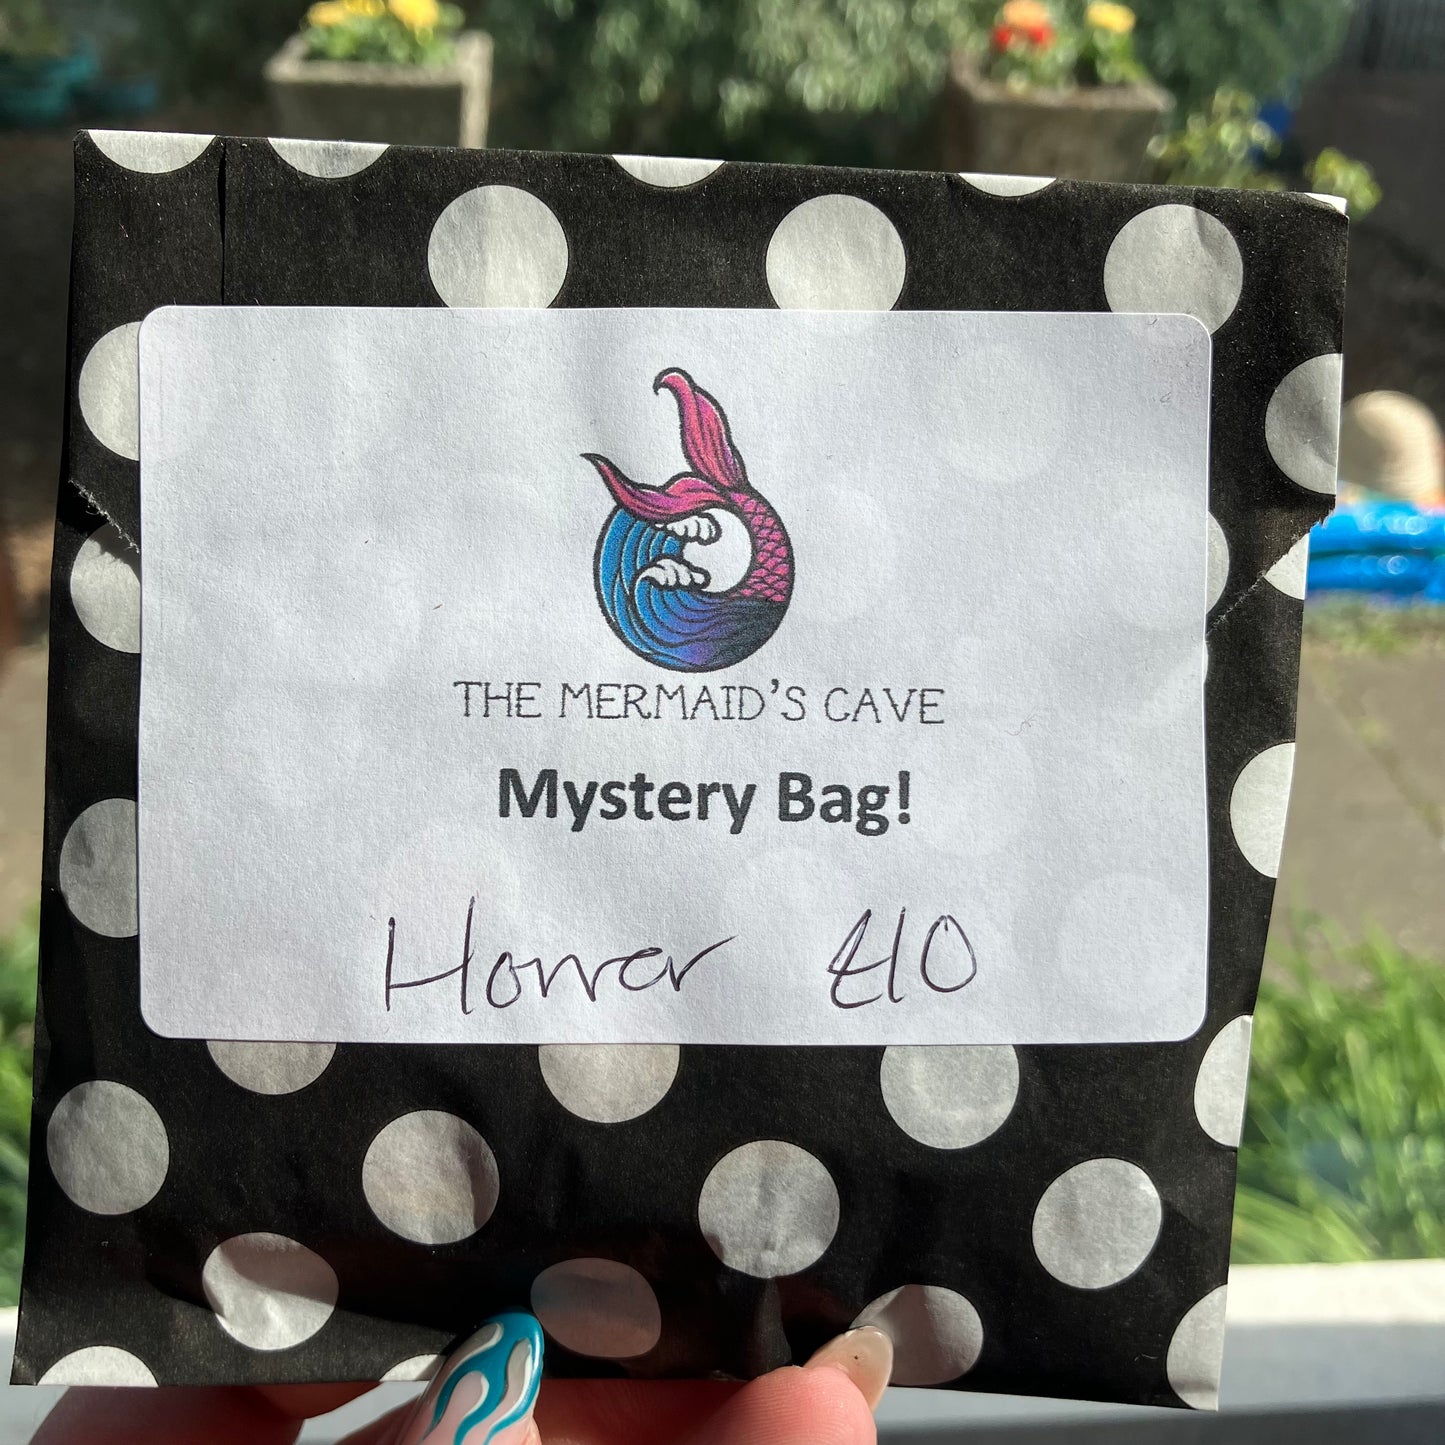 THE MERMAID'S CAVE
Mystery Bag!
Horror £10